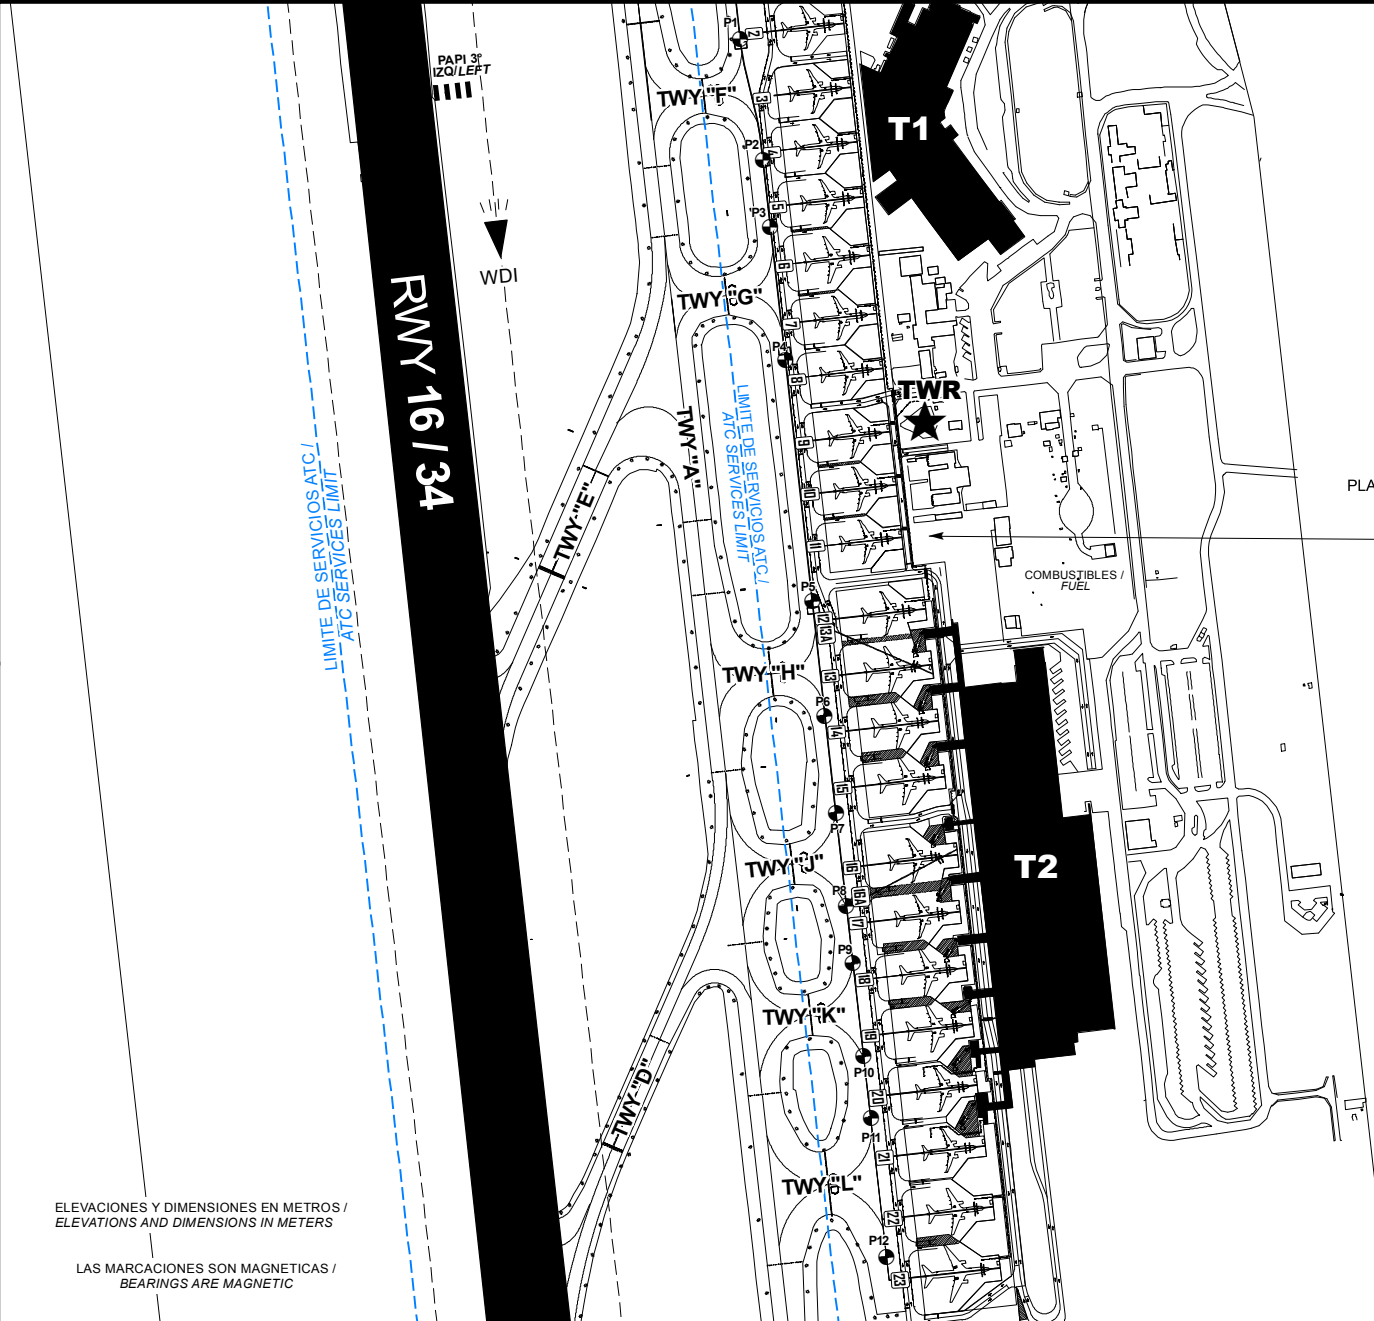 P1
2
PAPI 3°
IZQ/LEFT
TWY "F"
3
T1
P2
4
5
'P3
WDI
6
TWY "G"
7
P4
8
RWY 16 / 34
TWR
TWY "A"
LIMITE DE SERVICIOS ATC /
ATC SERVICES LIMIT
9
LIMITE DE SERVICIOS ATC /
ATC SERVICES LIMIT
10
PLA
TWY "E"
11
COMBUSTIBLES /
FUEL
P5
12
13A
TWY "H"
13
P6
14
15
P7
TWY "J"
16
T2
P8
16A
17
P9
18
TWY "K"
19
P10
TWY "D"
20
P11
21
TWY "L"
22
P12
23
ELEVACIONES Y DIMENSIONES EN METROS /
ELEVATIONS AND DIMENSIONS IN METERS
LAS MARCACIONES SON MAGNETICAS /
BEARINGS ARE MAGNETIC